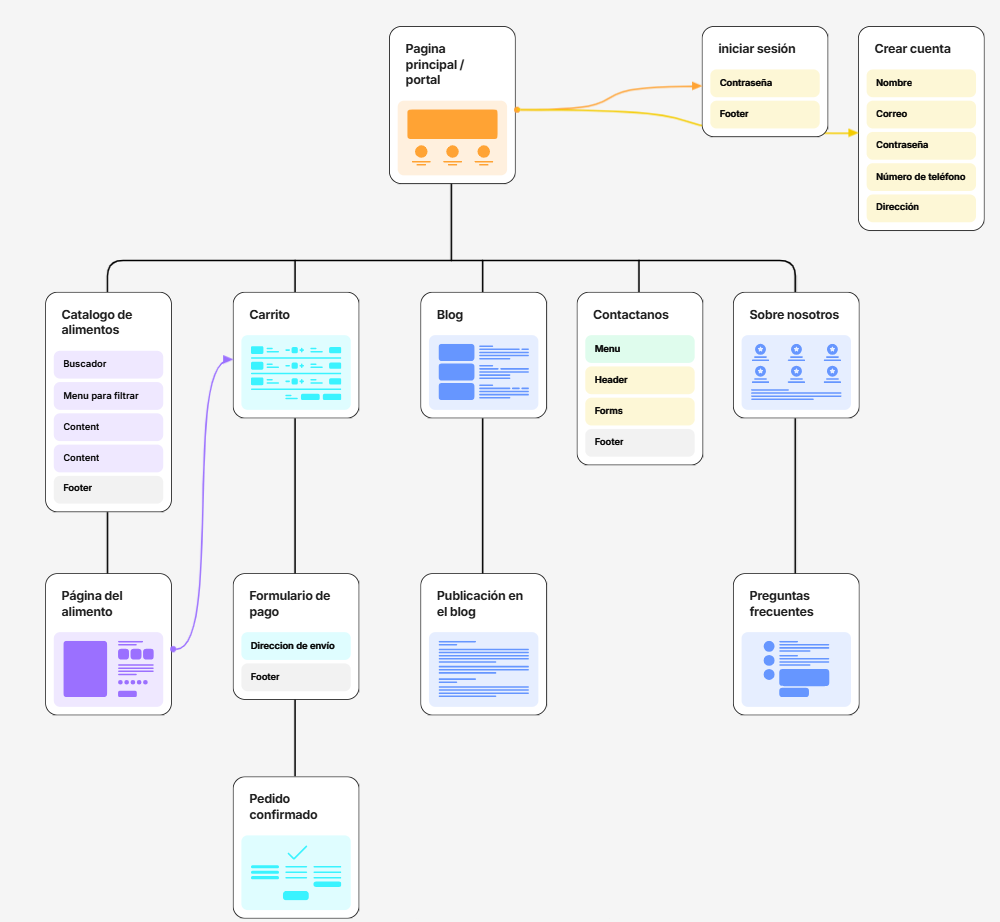 Pagina
principal /
portal
iniciar sesión
Contraseña
Footer
Crear cuenta
Nombre
Correo
Contraseña
Número de teléfono
Dirección
Catalogo de
alimentos
Buscador
Menu para filtrar
Content
Content
Footer
Carrito
Blog
Contactanos
Menu
Header
Forms
Footer
Sobre nosotros
Página del
alimento
Formulario de
pago
Direccion de envío
Footer
Publicación en
el blog
Preguntas
frecuentes
Pedido
confirmado